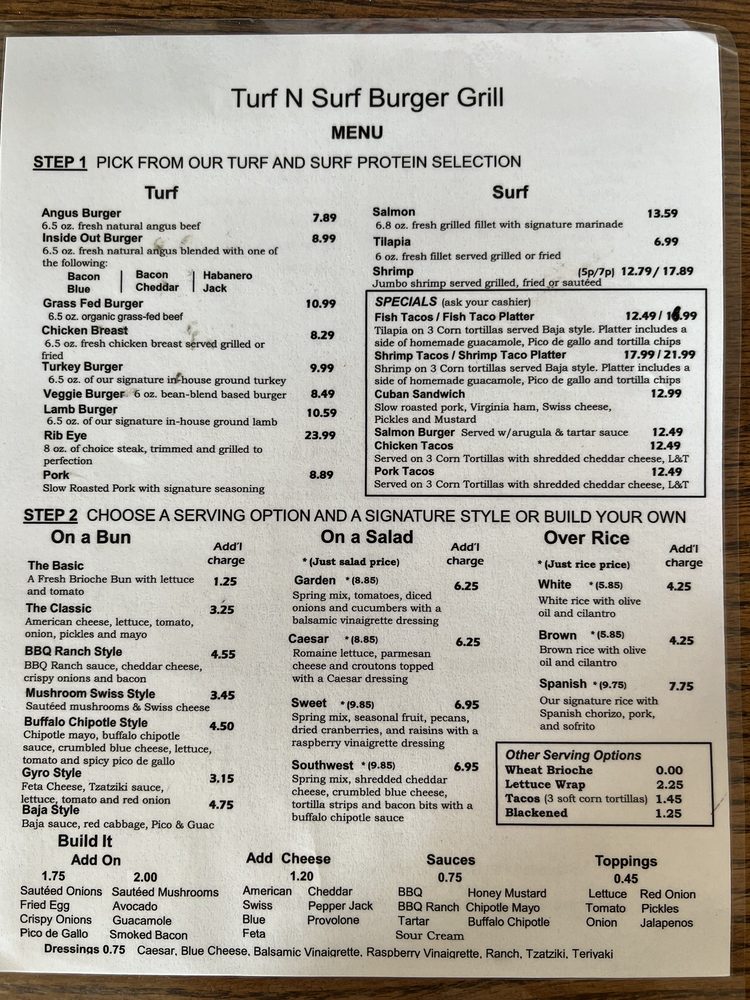 Turf N Surf Burger Grill
MENU
STEP 1 PICK FROM OUR TURF AND SURF PROTEIN SELECTION
Turf
Angus Burger 7.89
6.5 oz. fresh natural angus beef
Inside Out Burger 8.99
6.5 oz. fresh natural angus blended with one of
the following:
Bacon | Bacon | Habanero
Blue | Cheddar | Jack
Grass Fed Burger 10.99
6.5 oz. organic grass-fed beef
Chicken Breast 8.29
6.5 oz. fresh chicken breast served grilled or
fried
Turkey Burger 9.99
6.5 oz. of our signature in-house ground turkey
Veggie Burger 6 oz. bean-blend based burger 8.49
Lamb Burger 10.59
6.5 oz. of our signature in-house ground lamb
Rib Eye 23.99
8 oz. of choice steak, trimmed and grilled to
perfection
Pork 8.89
Slow Roasted Pork with signature seasoning
Surf
Salmon 13.59
6.8 oz. fresh grilled fillet with signature marinade
Tilapia 6.99
6 oz. fresh fillet served grilled or fried
Shrimp (5p/7p) 12.79/ 17.89
Jumbo shrimp served grilled, fried or sautéed
SPECIALS (ask your cashier)
Fish Tacos / Fish Taco Platter 12.49/
Tilapia on 3 Corn tortillas served Baja style. Platter includes a
side of homemade guacamole, Pico de gallo and tortilla chips
Shrimp Tacos / Shrimp Taco Platter 17.99/ 21.99
Shrimp on 3 Corn tortillas served Baja style. Platter includes a
side of homemade guacamole, Pico de gallo and tortilla chips
Cuban Sandwich 12.99
Slow roasted pork, Virginia ham, Swiss cheese,
Pickles and Mustard
Salmon Burger Served w/arugula & tartar sauce 12.49
Chicken Tacos 12.49
Served on 3 Corn Tortillas with shredded cheddar cheese, L&T
Pork Tacos 12.49
Served on 3 Corn Tortillas with shredded cheddar cheese, L&T
STEP 2 CHOOSE A SERVING OPTION AND A SIGNATURE STYLE OR BUILD YOUR OWN
On a Bun
Add'l
charge
The Basic
A Fresh Brioche Bun with lettuce 1.25
and tomato
The Classic 3.25
American cheese, lettuce, tomato,
onion, pickles and mayo
BBQ Ranch Style 4.55
BBQ Ranch sauce, cheddar cheese,
crispy onions and bacon
Mushroom Swiss Style 3.45
Sautéed mushrooms & Swiss cheese
Buffalo Chipotle Style 4.50
Chipotle mayo, buffalo chipotle
sauce, crumbled blue cheese, lettuce,
tomato and spicy pico de gallo
Gyro Style 3.15
Feta Cheese, Tzatziki sauce,
lettuce, tomato and red onion
Baja Style 4.75
Baja sauce, red cabbage, Pico & Guac
On a Salad
Add'l
charge
*(Just salad price)
Garden *(8.85) 6.25
Spring mix, tomatoes, diced
onions and cucumbers with a
balsamic vinaigrette dressing
Caesar *(8.85) 6.25
Romaine lettuce, parmesan
cheese and croutons topped
with a Caesar dressing
Sweet *(9.85) 6.95
Spring mix, seasonal fruit, pecans,
dried cranberries, and raisins with a
raspberry vinaigrette dressing
Southwest *(9.85) 6.95
Spring mix, shredded cheddar
cheese, crumbled blue cheese,
tortilla strips and bacon bits with a
buffalo chipotle sauce
Over Rice
Add'l
charge
*(Just rice price)
White *(5.85) 4.25
White rice with olive
oil and cilantro
Brown *(5.85) 4.25
Brown rice with olive
oil and cilantro
Spanish *(9.75) 7.75
Our signature rice with
Spanish chorizo, pork,
and sofrito
Other Serving Options
Wheat Brioche 0.00
Lettuce Wrap 2.25
Tacos (3 soft corn tortillas) 1.45
Blackened 1.25
Build It
Add On
1.75 2.00
Sautéed Onions Sautéed Mushrooms
Fried Egg Avocado
Crispy Onions Guacamole
Pico de Gallo Smoked Bacon
Add Cheese
1.20
American Cheddar
Swiss Pepper Jack
Blue Provolone
Feta
Sauces
0.75
BBQ Honey Mustard
BBQ Ranch Chipotle Mayo
Tartar Buffalo Chipotle
Sour Cream
Toppings
0.45
Lettuce Red Onion
Tomato Pickles
Onion Jalapenos
Dressings 0.75 Caesar, Blue Cheese, Balsamic Vinaigrette, Raspberry Vinaigrette, Ranch, Tzatziki, Teriyaki